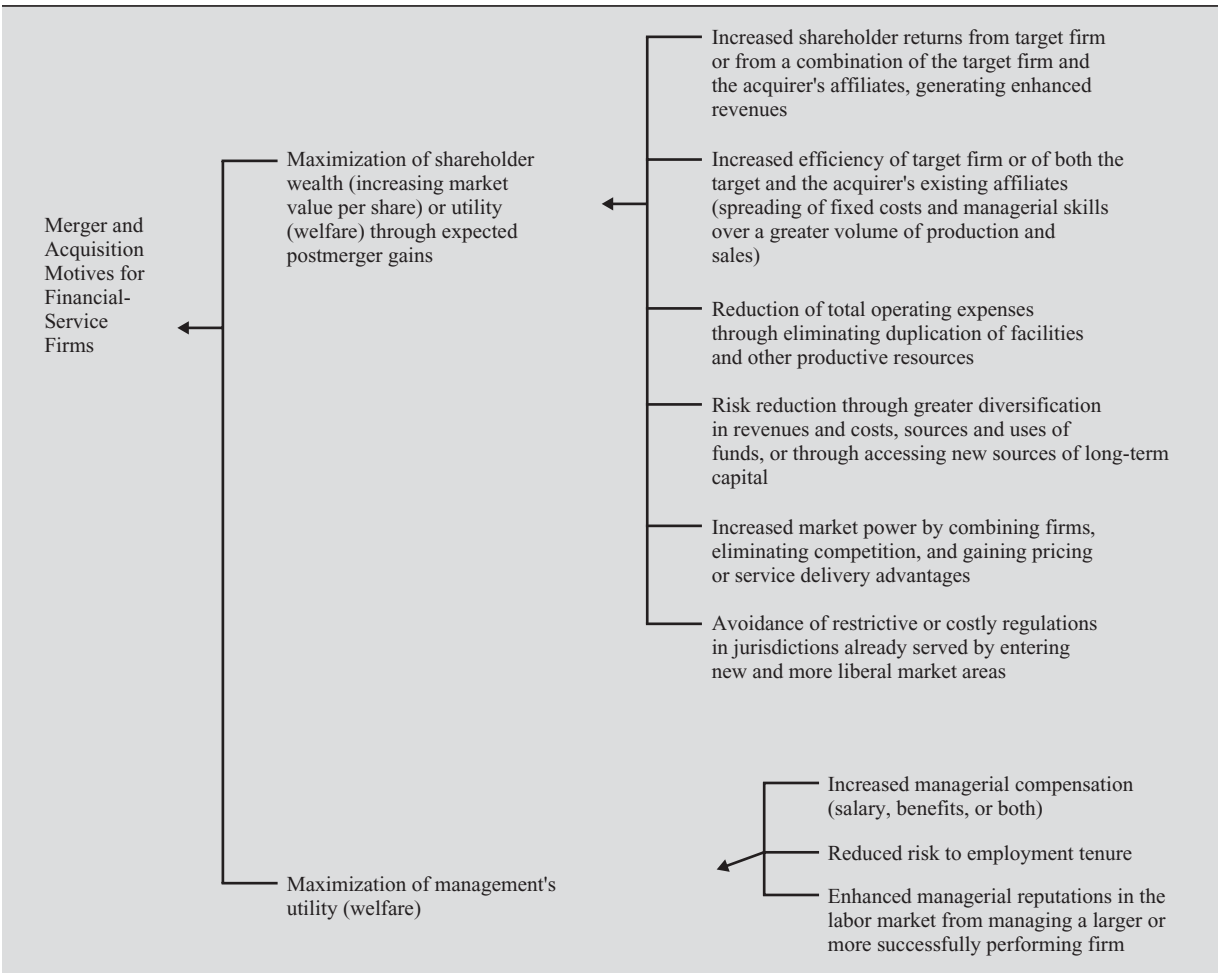 Merger and
Acquisition
Motives for
Financial-
Service
Firms
Maximization of shareholder
wealth (increasing market
value per share) or utility
(welfare) through expected
postmerger gains
Increased shareholder returns from target firm
or from a combination of the target firm and
the acquirer's affiliates, generating enhanced
revenues
Increased efficiency of target firm or of both the
target and the acquirer's existing affiliates
(spreading of fixed costs and managerial skills
over a greater volume of production and
sales)
Reduction of total operating expenses
through eliminating duplication of facilities
and other productive resources
Risk reduction through greater diversification
in revenues and costs, sources and uses of
funds, or through accessing new sources of long-term
capital
Increased market power by combining firms,
eliminating competition, and gaining pricing
or service delivery advantages
Avoidance of restrictive or costly regulations
in jurisdictions already served by entering
new and more liberal market areas
Maximization of management's
utility (welfare)
Increased managerial compensation
(salary, benefits, or both)
Reduced risk to employment tenure
Enhanced managerial reputations in the
labor market from managing a larger or
more successfully performing firm